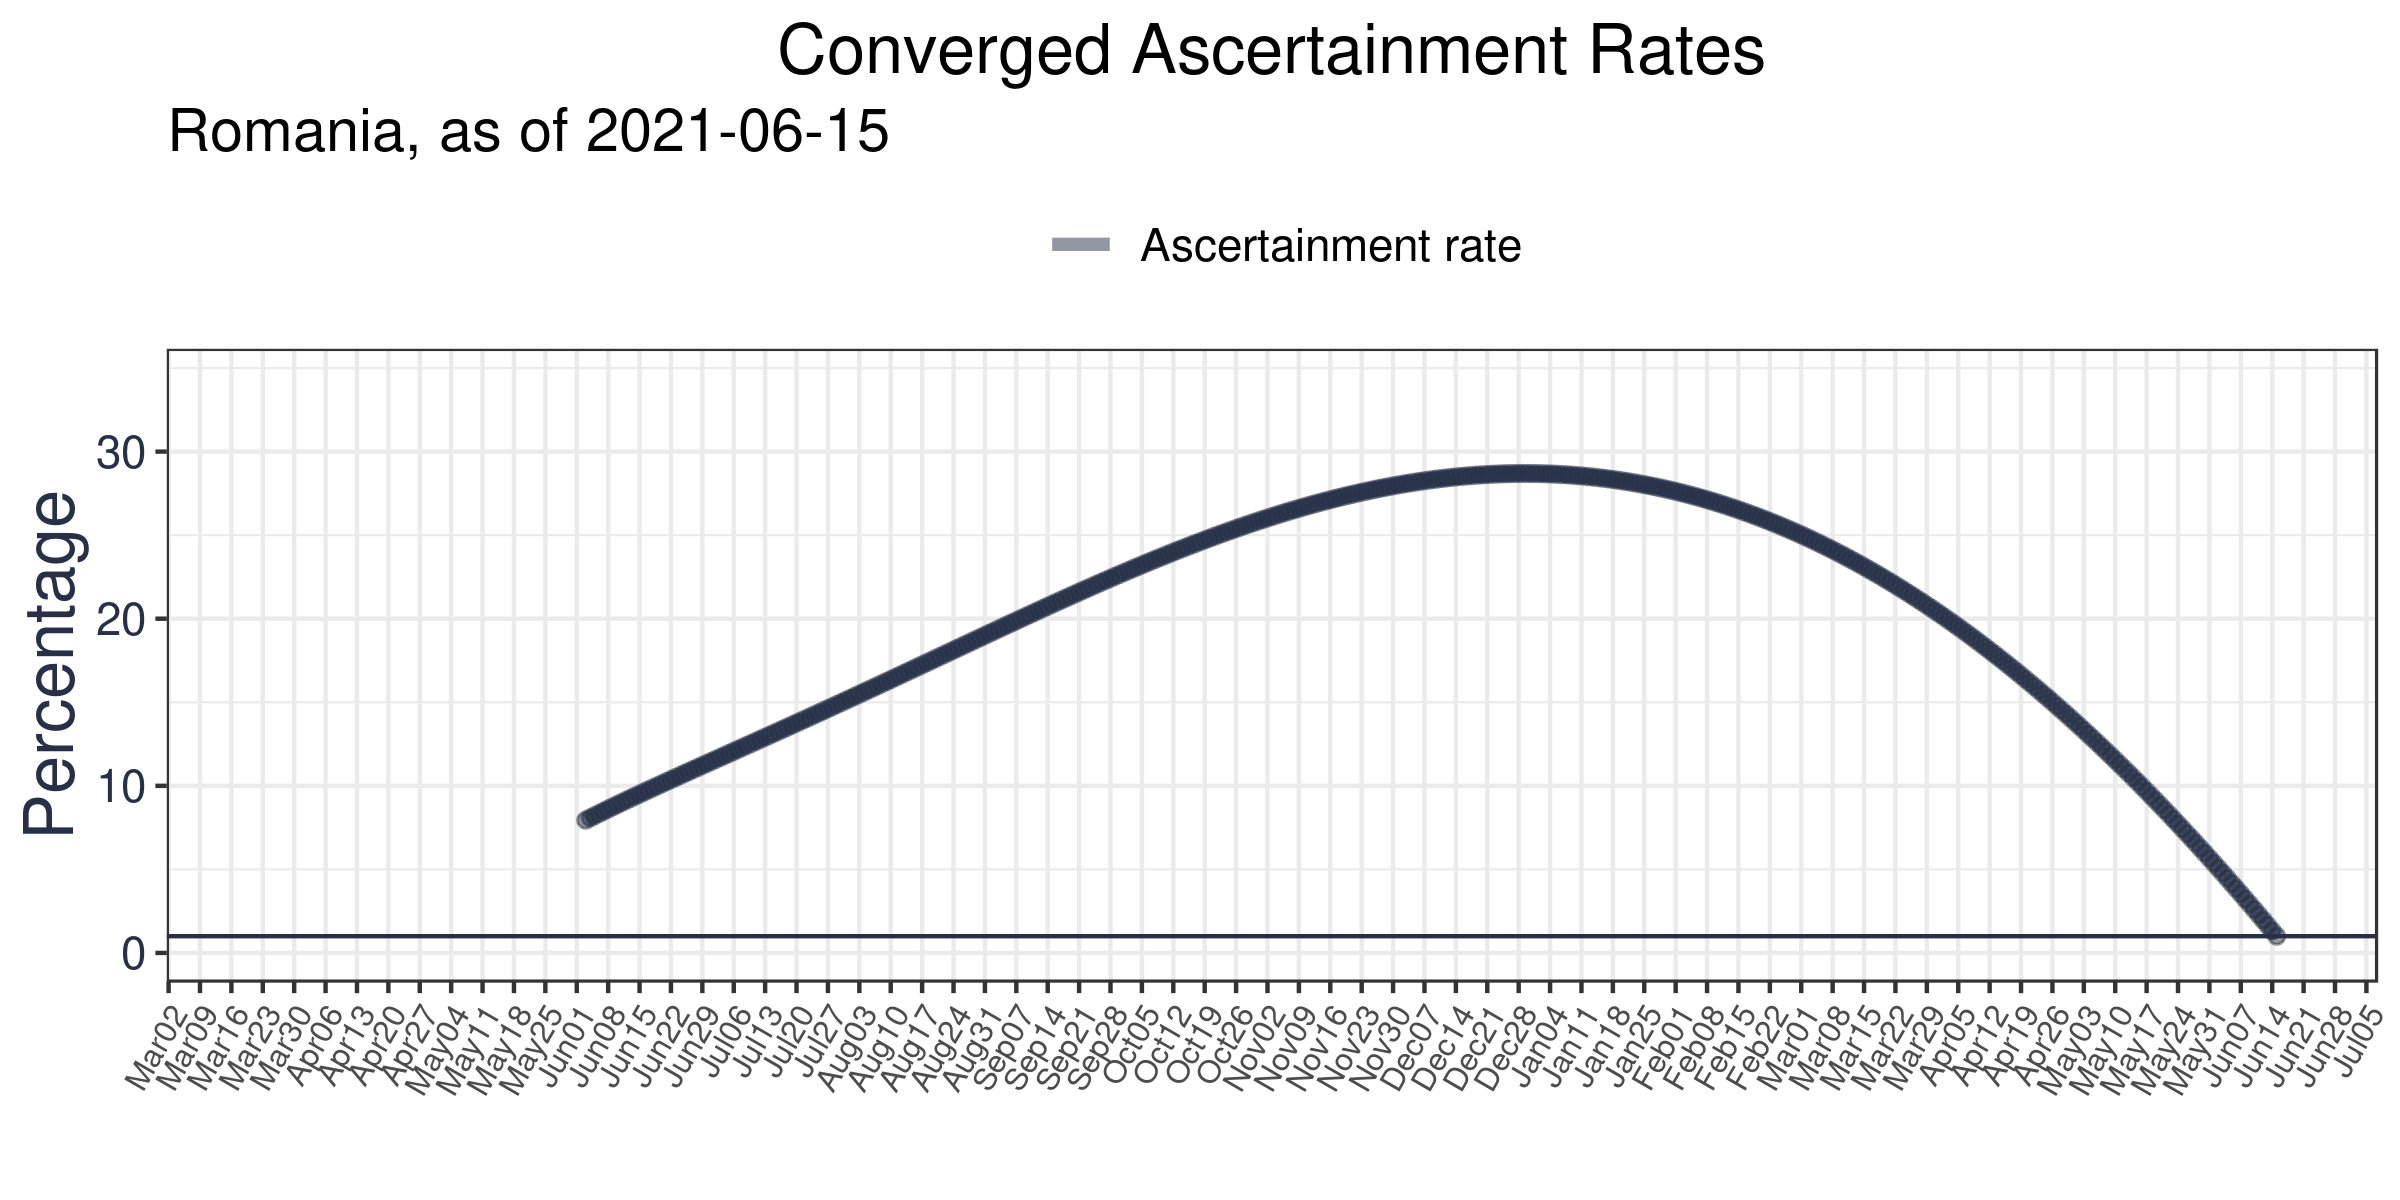 Converged Ascertainment Rates
Romania, as of 2021-06-15
Ascertainment rate
Percentage
30
20
10
0
Mar02 Mar09 Mar16 Mar23 Mar30 Apr06 Apr13 Apr20 Apr27 May04 May11 May18 May25 Jun01 Jun08 Jun15 Jun22 Jun29 Jul06 Jul13 Jul20 Jul27 Aug03 Aug10 Aug17 Aug24 Aug31 Sep07 Sep14 Sep21 Sep28 Oct05 Oct12 Oct19 Oct26 Nov02 Nov09 Nov16 Nov23 Nov30 Dec07 Dec14 Dec21 Dec28 Jan04 Jan11 Jan18 Jan25 Feb01 Feb08 Feb15 Feb22 Mar01 Mar08 Mar15 Mar22 Mar29 Apr05 Apr12 Apr19 Apr26 May03 May10 May17 May24 May31 Jun07 Jun14 Jun21 Jun28 Jul05